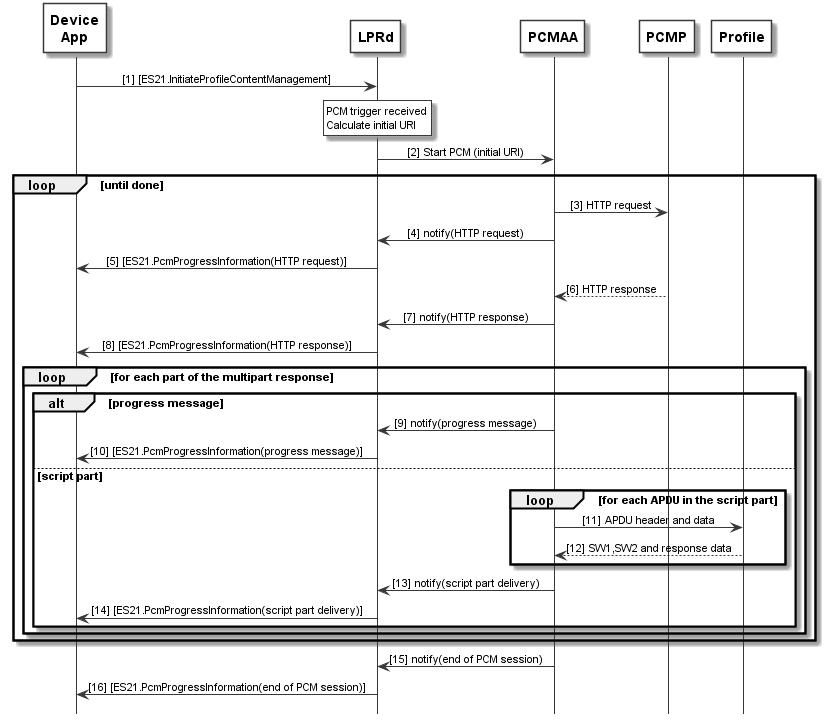 Device
App
LPRd
PCMAA
PCMP
Profile
[1] [ES21.InitiateProfileContentManagement]
PCM trigger received
Calculate initial URI
[2] Start PCM (initial URI)
loop [until done]
[3] HTTP request
[4] notify(HTTP request)
[5] [ES21.PcmProgressInformation(HTTP request)]
[6] HTTP response
[7] notify(HTTP response)
[8] [ES21.PcmProgressInformation(HTTP response)]
loop [for each part of the multipart response]
alt [progress message]
[9] notify(progress message)
[10] [ES21.PcmProgressInformation(progress message)]
[script part]
loop [for each APDU in the script part]
[11] APDU header and data
[12] SW1,SW2 and response data
[13] notify(script part delivery)
[14] [ES21.PcmProgressInformation(script part delivery)]
[15] notify(end of PCM session)
[16] [ES21.PcmProgressInformation(end of PCM session)]